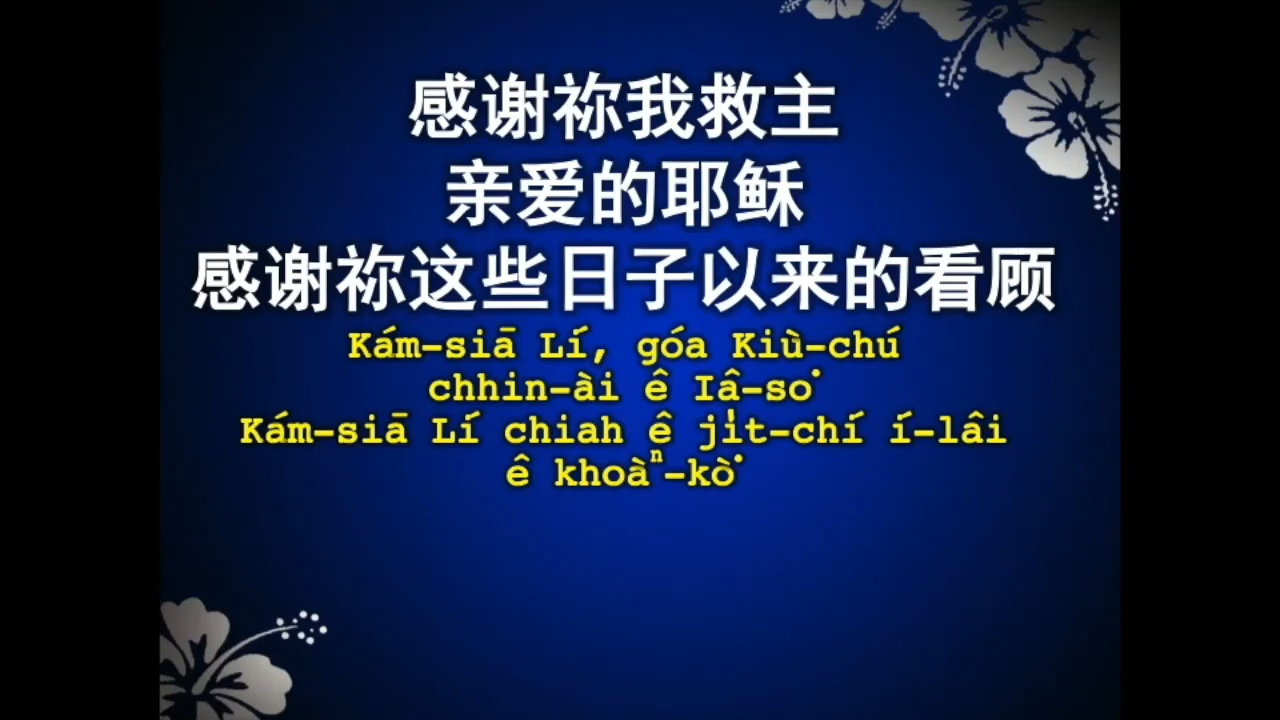 感谢祢我救主
亲爱的耶稣
感谢祢这些日子以来的看顾
Kám-siā Lí, góa Kiù-chú
chhin-ài ê Iâ-so͘
Kám-siā Lí chiah ê ji̍t-chí í-lâi
ê khoàⁿ-kò͘